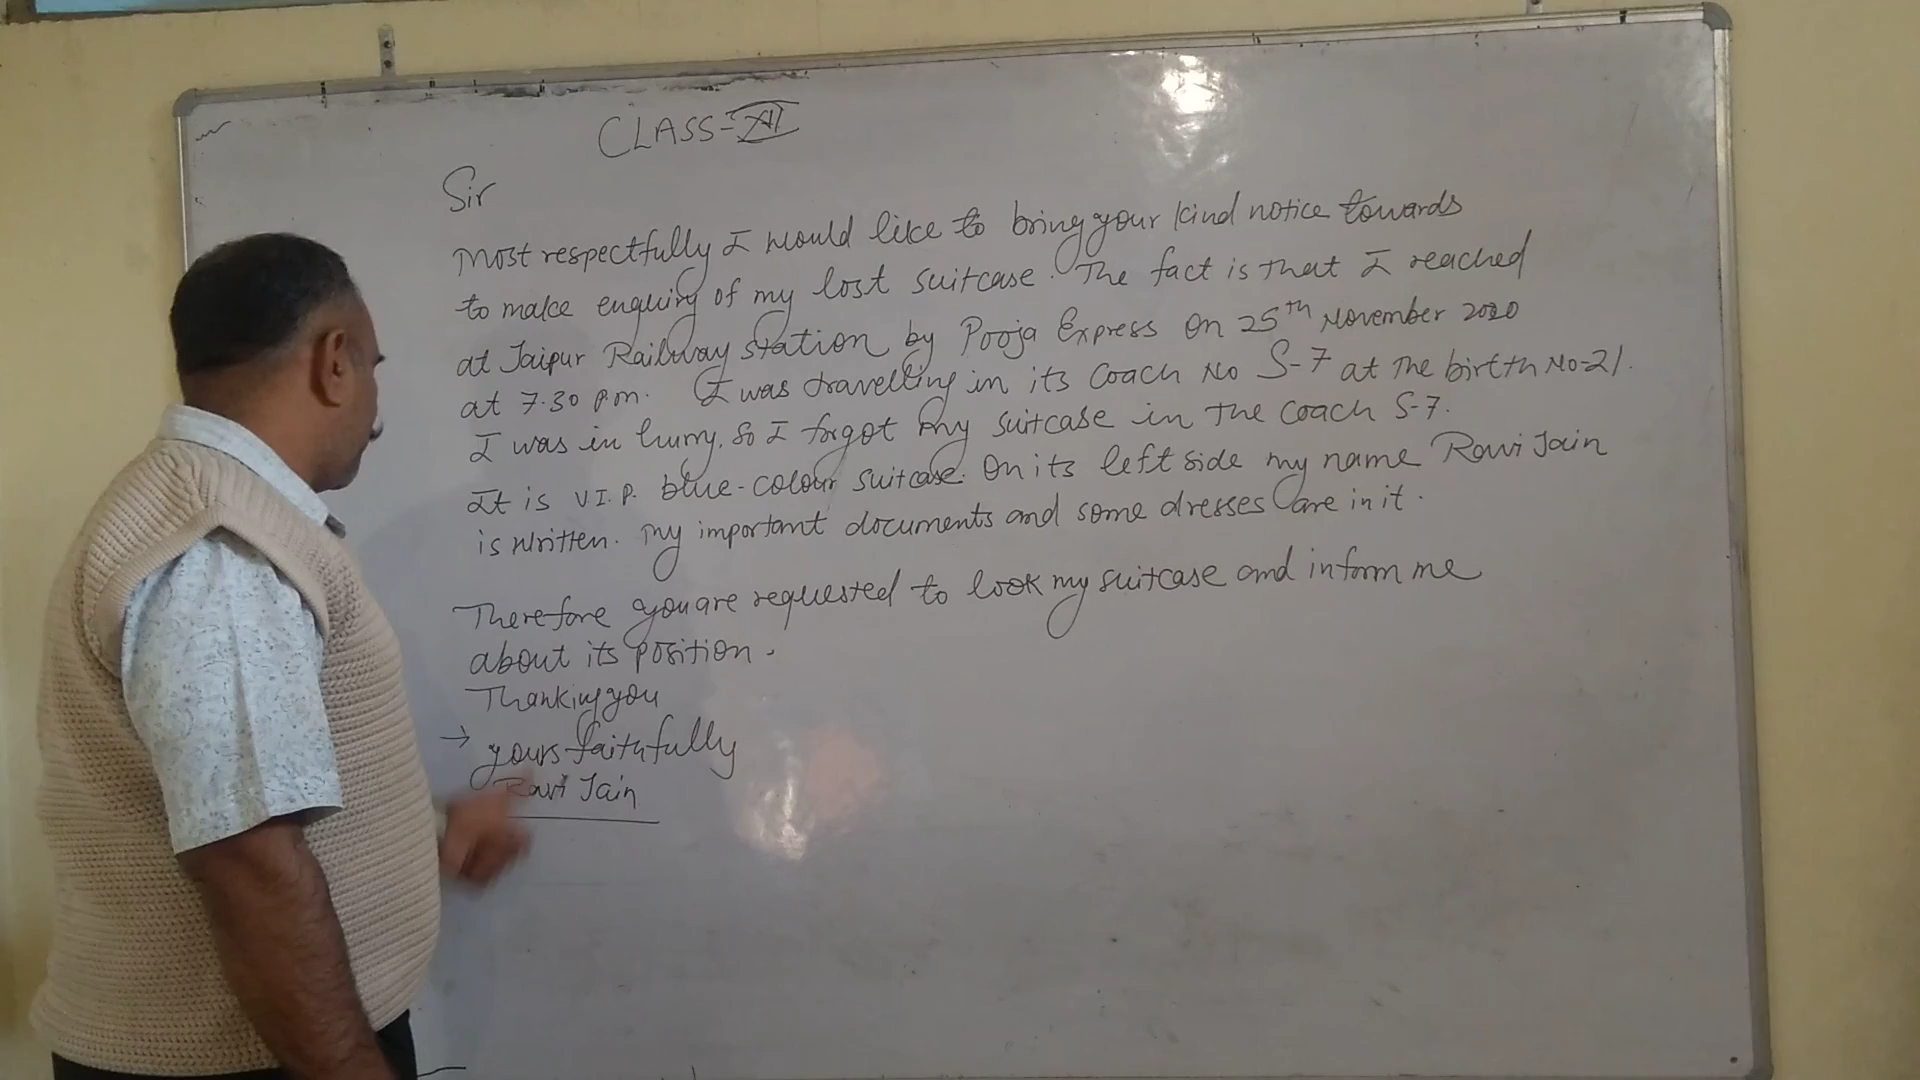 CLASS-XII
Sir
Most respectfully I would like to bring your kind notice towards
to make enquiry of my lost suitcase. The fact is that I reached
at Jaipur Railway station by Pooja Express on 25th November 2020
at 7.30 p.m. I was travelling in its coach No S-7 at the birth No-21.
I was in hurry. So I forgot my suitcase in the coach S-7.
It is V.I.P. blue-colour suitcase. On its left side my name Ravi Jain
is written. My important documents and some dresses are in it.
Therefore you are requested to look my suitcase and inform me
about its position.
Thanking you
→ yours faithfully
Ravi Jain